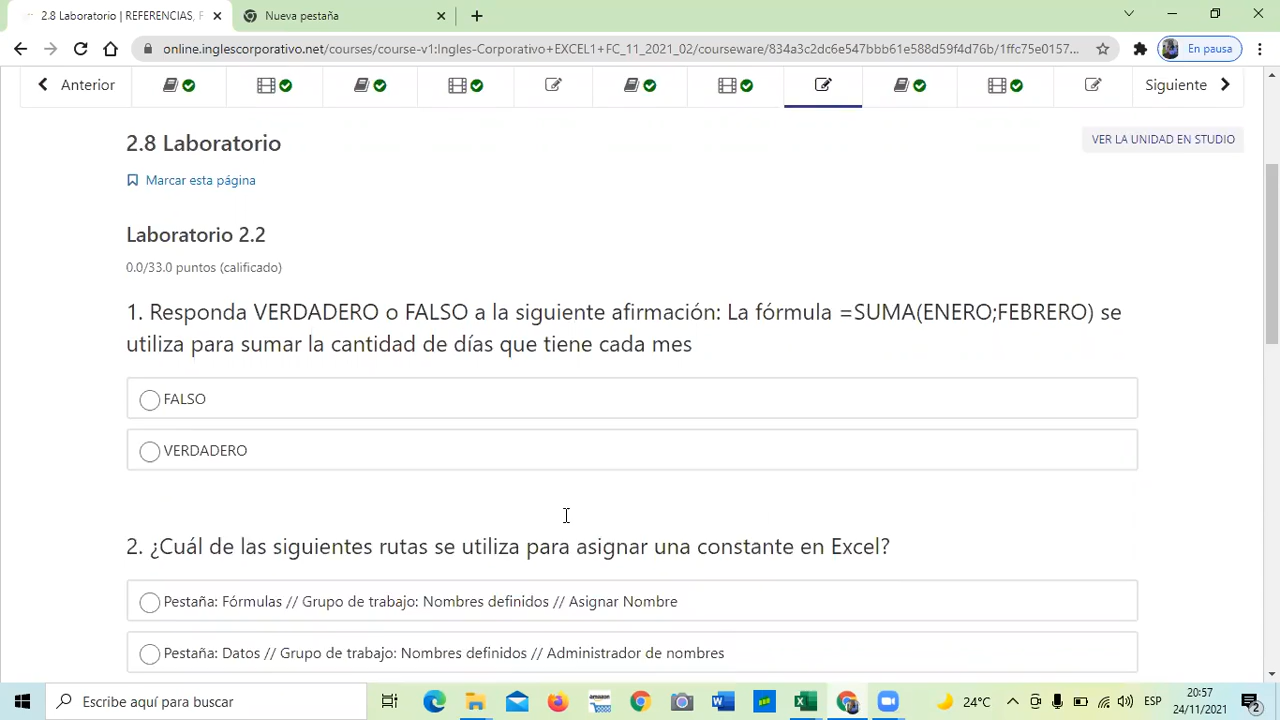 2.8 Laboratorio | REFERENCIAS, F
Nueva pestaña
online.inglescorporativo.net/courses/course-v1:Ingles-Corporativo+EXCEL1+FC_11_2021_02/courseware/834a3c2dc6e547bbb61e588d59f4d76b/1ffc75e0157...
En pausa
Anterior
Siguiente
2.8 Laboratorio
VER LA UNIDAD EN STUDIO
Marcar esta página
Laboratorio 2.2
0.0/33.0 puntos (calificado)
1. Responda VERDADERO o FALSO a la siguiente afirmación: La fórmula =SUMA(ENERO;FEBRERO) se
utiliza para sumar la cantidad de días que tiene cada mes
FALSO
VERDADERO
2. ¿Cuál de las siguientes rutas se utiliza para asignar una constante en Excel?
Pestaña: Fórmulas // Grupo de trabajo: Nombres definidos // Asignar Nombre
Pestaña: Datos // Grupo de trabajo: Nombres definidos // Administrador de nombres
Escribe aquí para buscar
amazon
24°C
ESP
20:57
24/11/2021
2